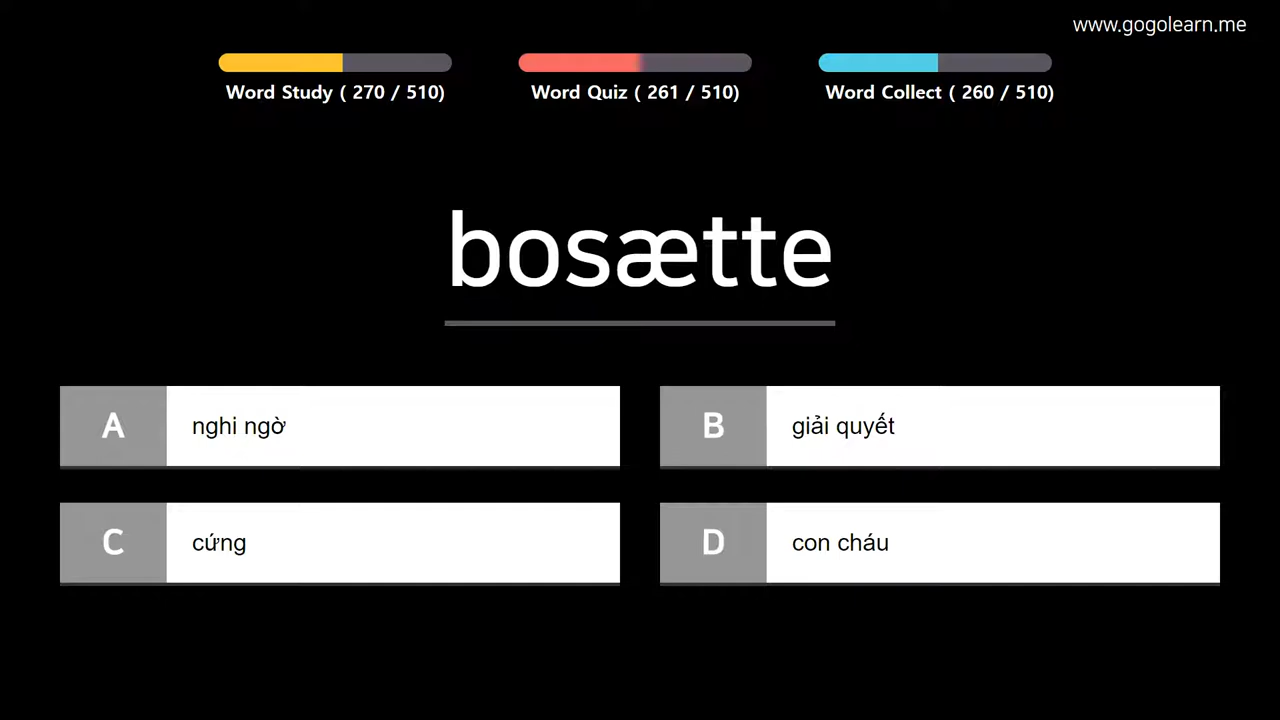 www.gogolearn.me
Word Study ( 270 / 510)
Word Quiz ( 261 / 510)
Word Collect ( 260 / 510)
bosætte
A nghi ngờ
B giải quyết
C cứng
D con cháu